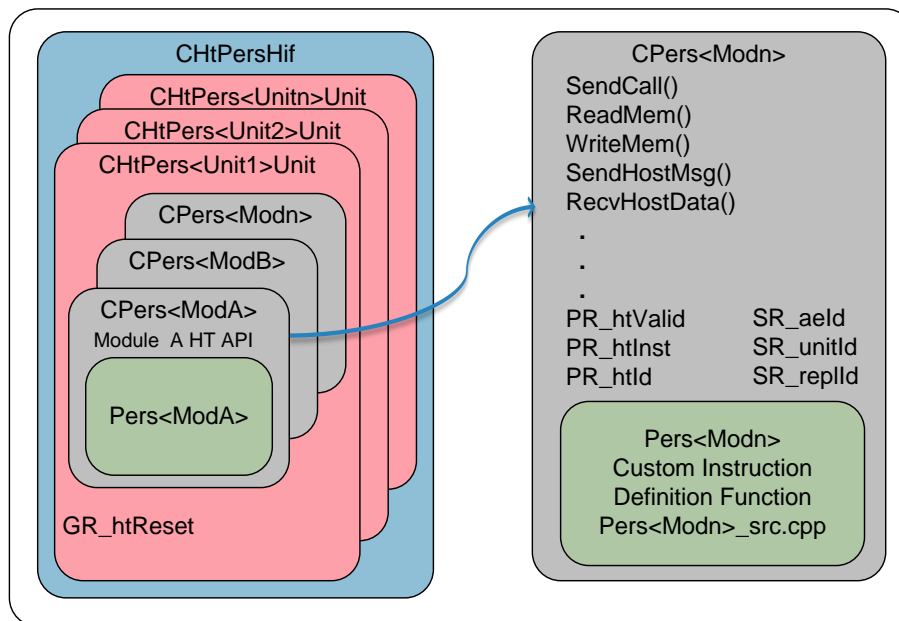 CHtPersHif
CHtPers<Unitn>Unit
CHtPers<Unit2>Unit
CHtPers<Unit1>Unit
CPers<Modn>
CPers<ModB>
CPers<ModA>
Module A HT API
Pers<ModA>
GR_htReset
CPers<Modn>
SendCall()
ReadMem()
WriteMem()
SendHostMsg()
RecvHostData()
.
.
.
PR_htValid SR_aeId
PR_htInst SR_unitId
PR_htId SR_replId
Pers<Modn>
Custom Instruction
Definition Function
Pers<Modn>_src.cpp